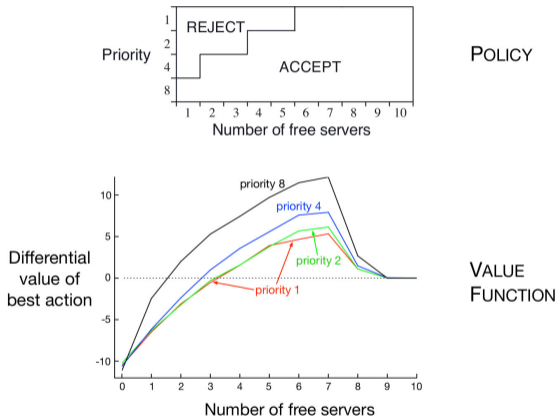 1
REJECT
2
Priority
POLICY
4
ACCEPT
8
1 2 3 4 5 6 7 8 9 10
Number of free servers
10
priority 8
priority 4
5
priority 2
Differential
value of
best action
0
priority 1
VALUE
FUNCTION
-5
-10
0 1 2 3 4 5 6 7 8 9 10
Number of free servers